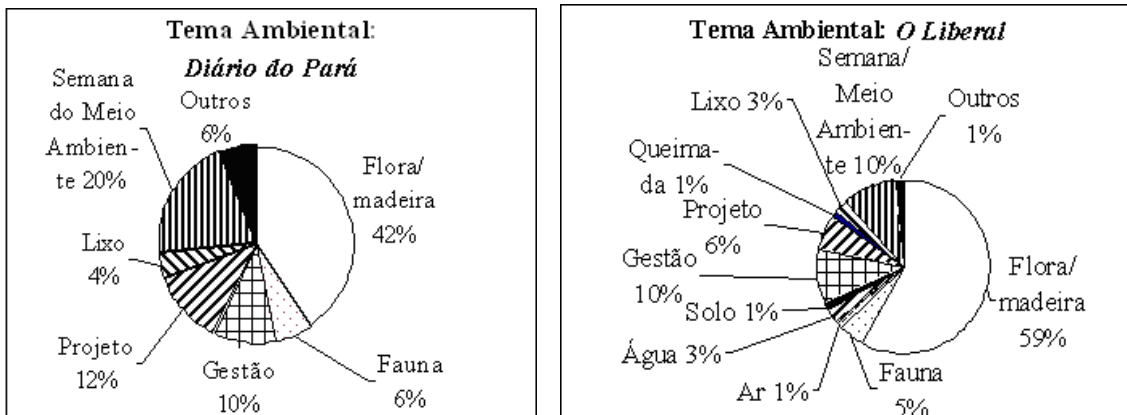 Tema Ambiental:
Diário do Pará
Semana
do Meio
Ambien-
te 20%
Outros
6%
Flora/
madeira
42%
Lixo
4%
Projeto
12%
Gestão
10%
Fauna
6%
Tema Ambiental: O Liberal
Semana/
Meio
Ambien-
te 10%
Lixo 3%
Outros
1%
Queima-
da 1%
Projeto
6%
Gestão
10%
Solo 1%
Água 3%
Ar 1%
Fauna
5%
Flora/
madeira
59%